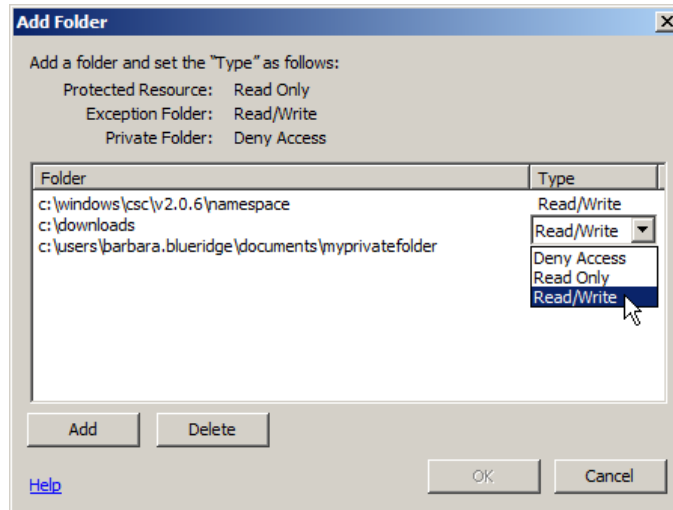 Add Folder
Add a folder and set the "Type" as follows:
Protected Resource: Read Only
Exception Folder: Read/Write
Private Folder: Deny Access
Folder Type
c:\windows\csc\v2.0.6\namespace Read/Write
c:\downloads Read/Write
c:\users\barbara.blueridge\documents\myprivatefolder
Deny Access
Read Only
Read/Write
Add Delete
Help OK Cancel